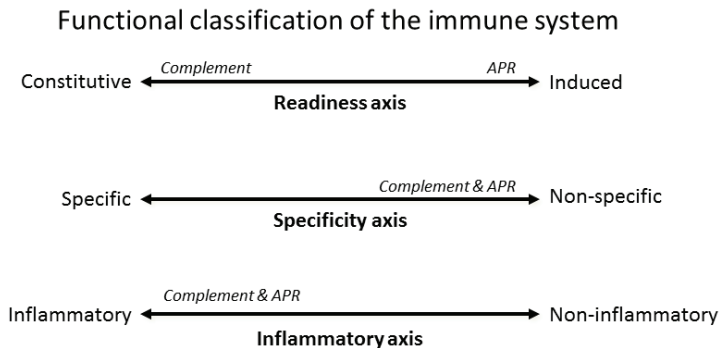 Functional classification of the immune system
Complement APR
Constitutive Induced
Readiness axis
Complement & APR
Specific Non-specific
Specificity axis
Complement & APR
Inflammatory Non-inflammatory
Inflammatory axis